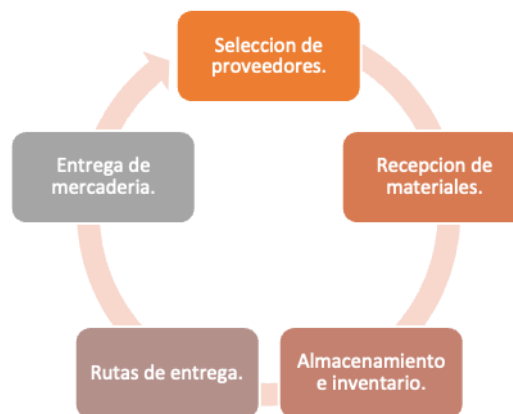 Seleccion de
proveedores.
Recepcion de
materiales.
Almacenamiento
e inventario.
Rutas de entrega.
Entrega de
mercaderia.